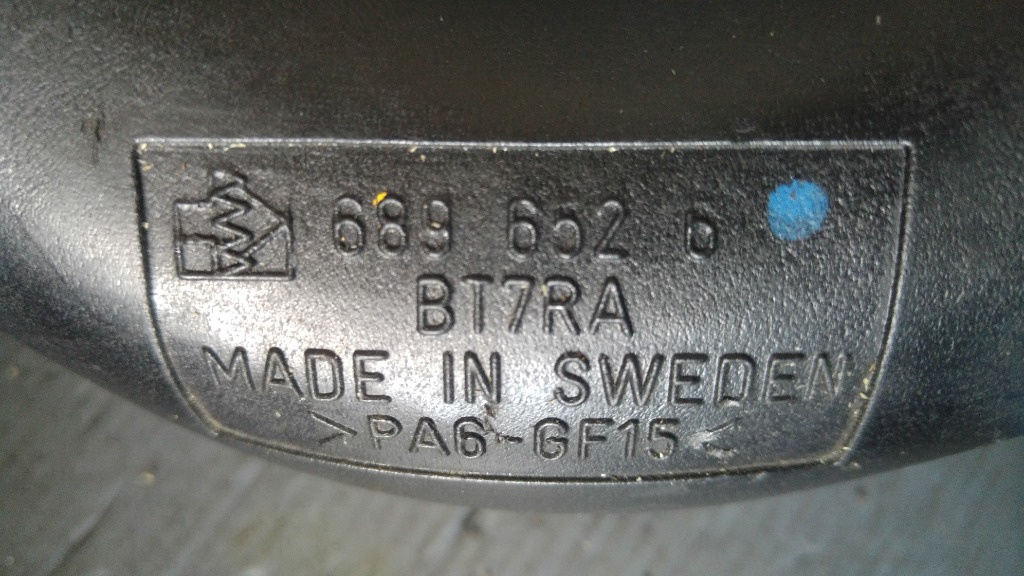 689 652 6
BT7RA
MADE IN SWEDEN
>PA6-GF15<